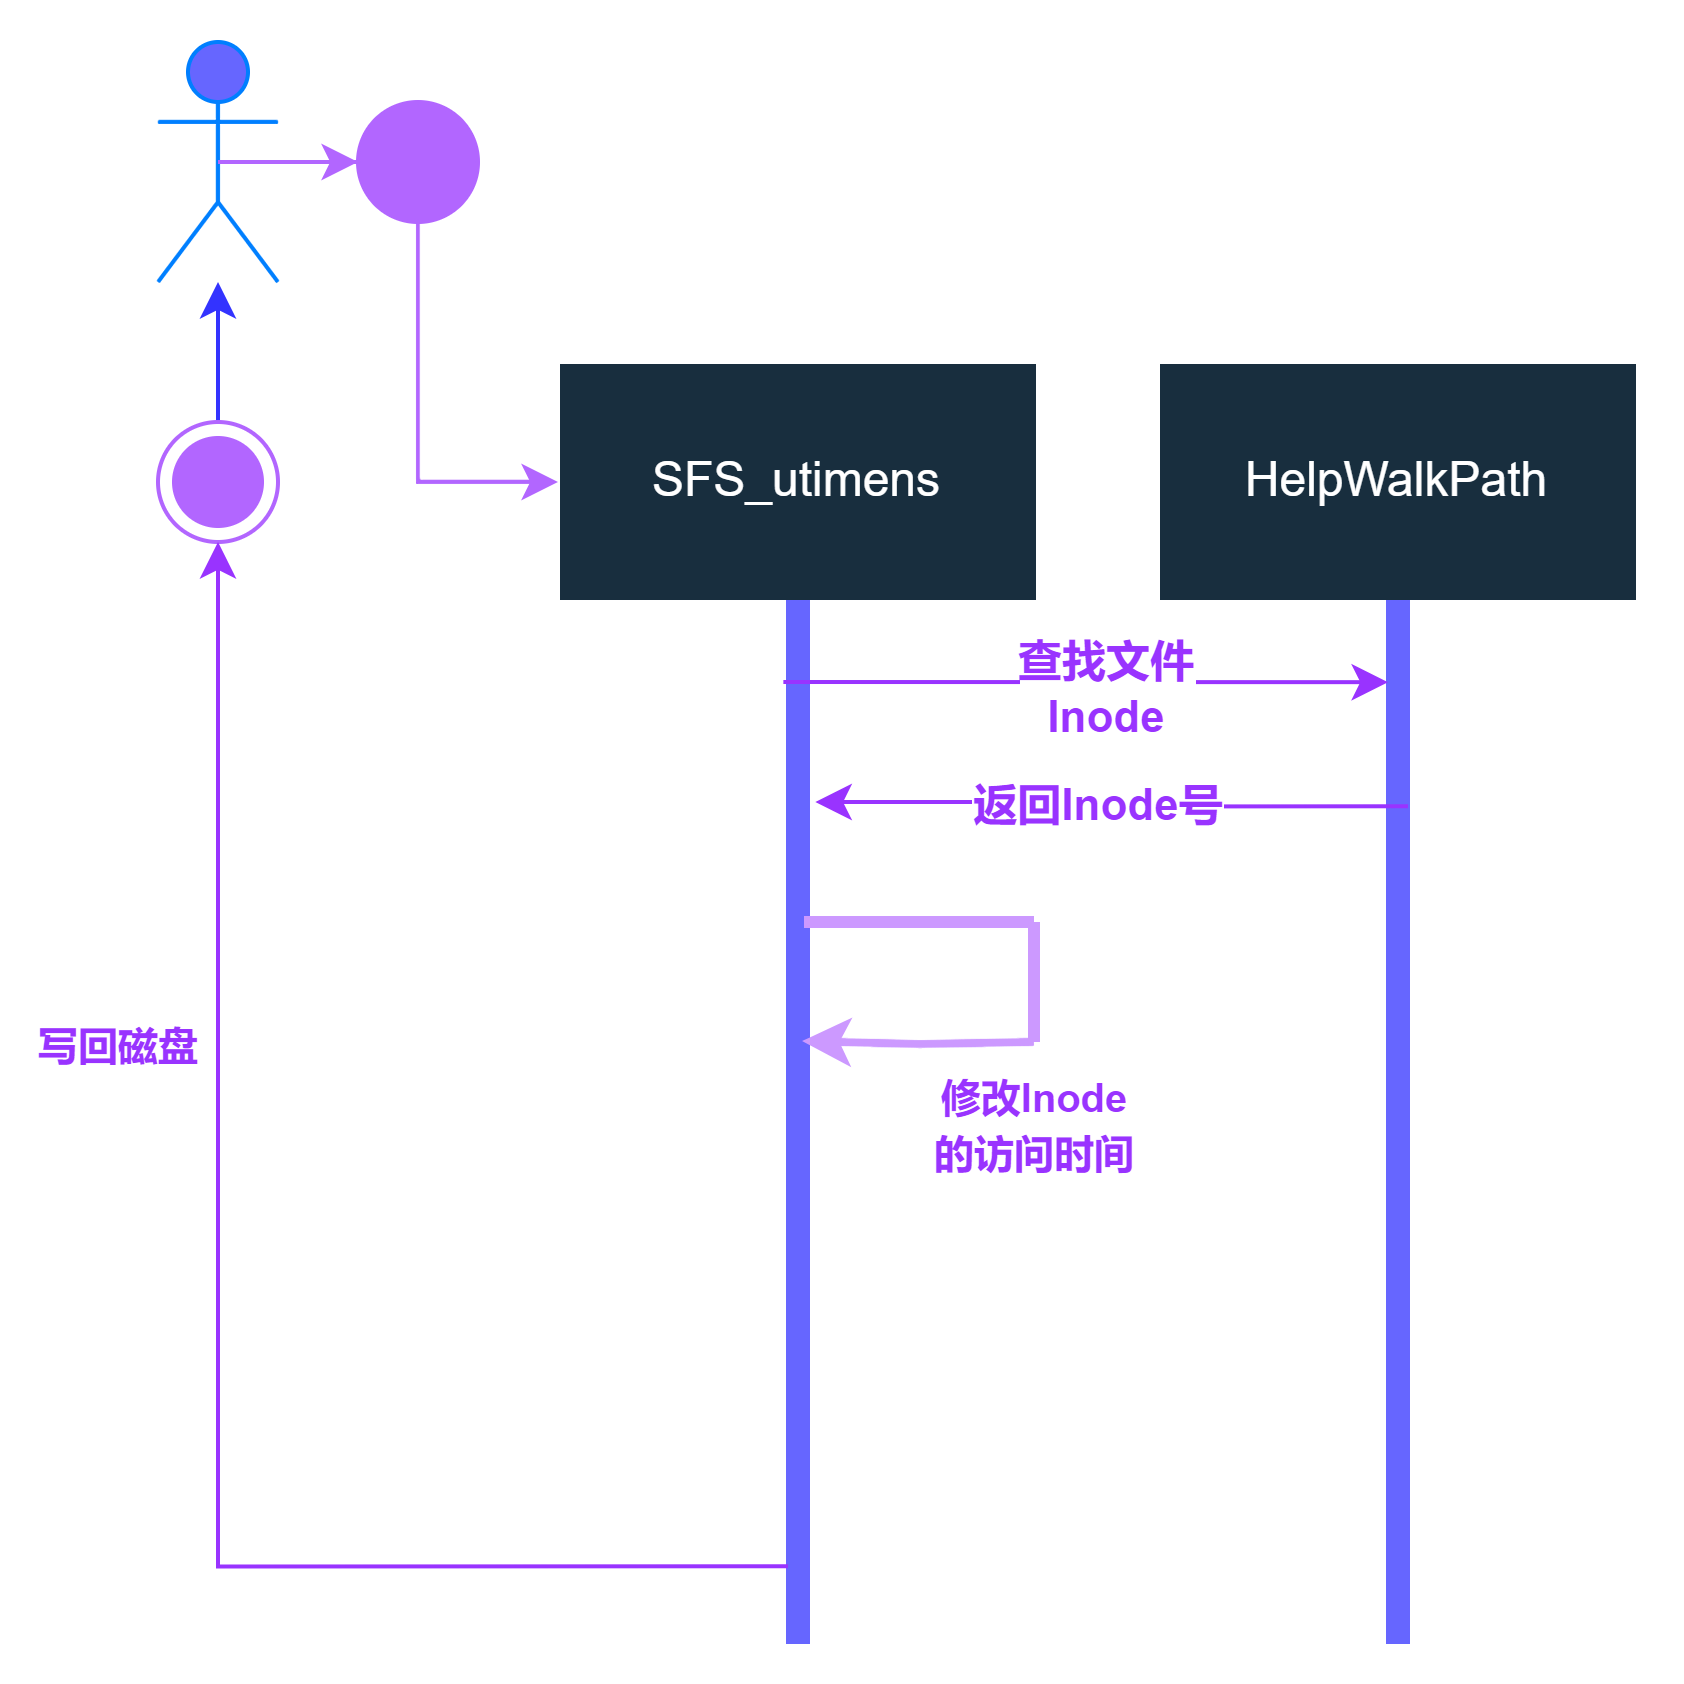 SFS_utimens
HelpWalkPath
查找文件
Inode
返回Inode号
写回磁盘
修改Inode
的访问时间